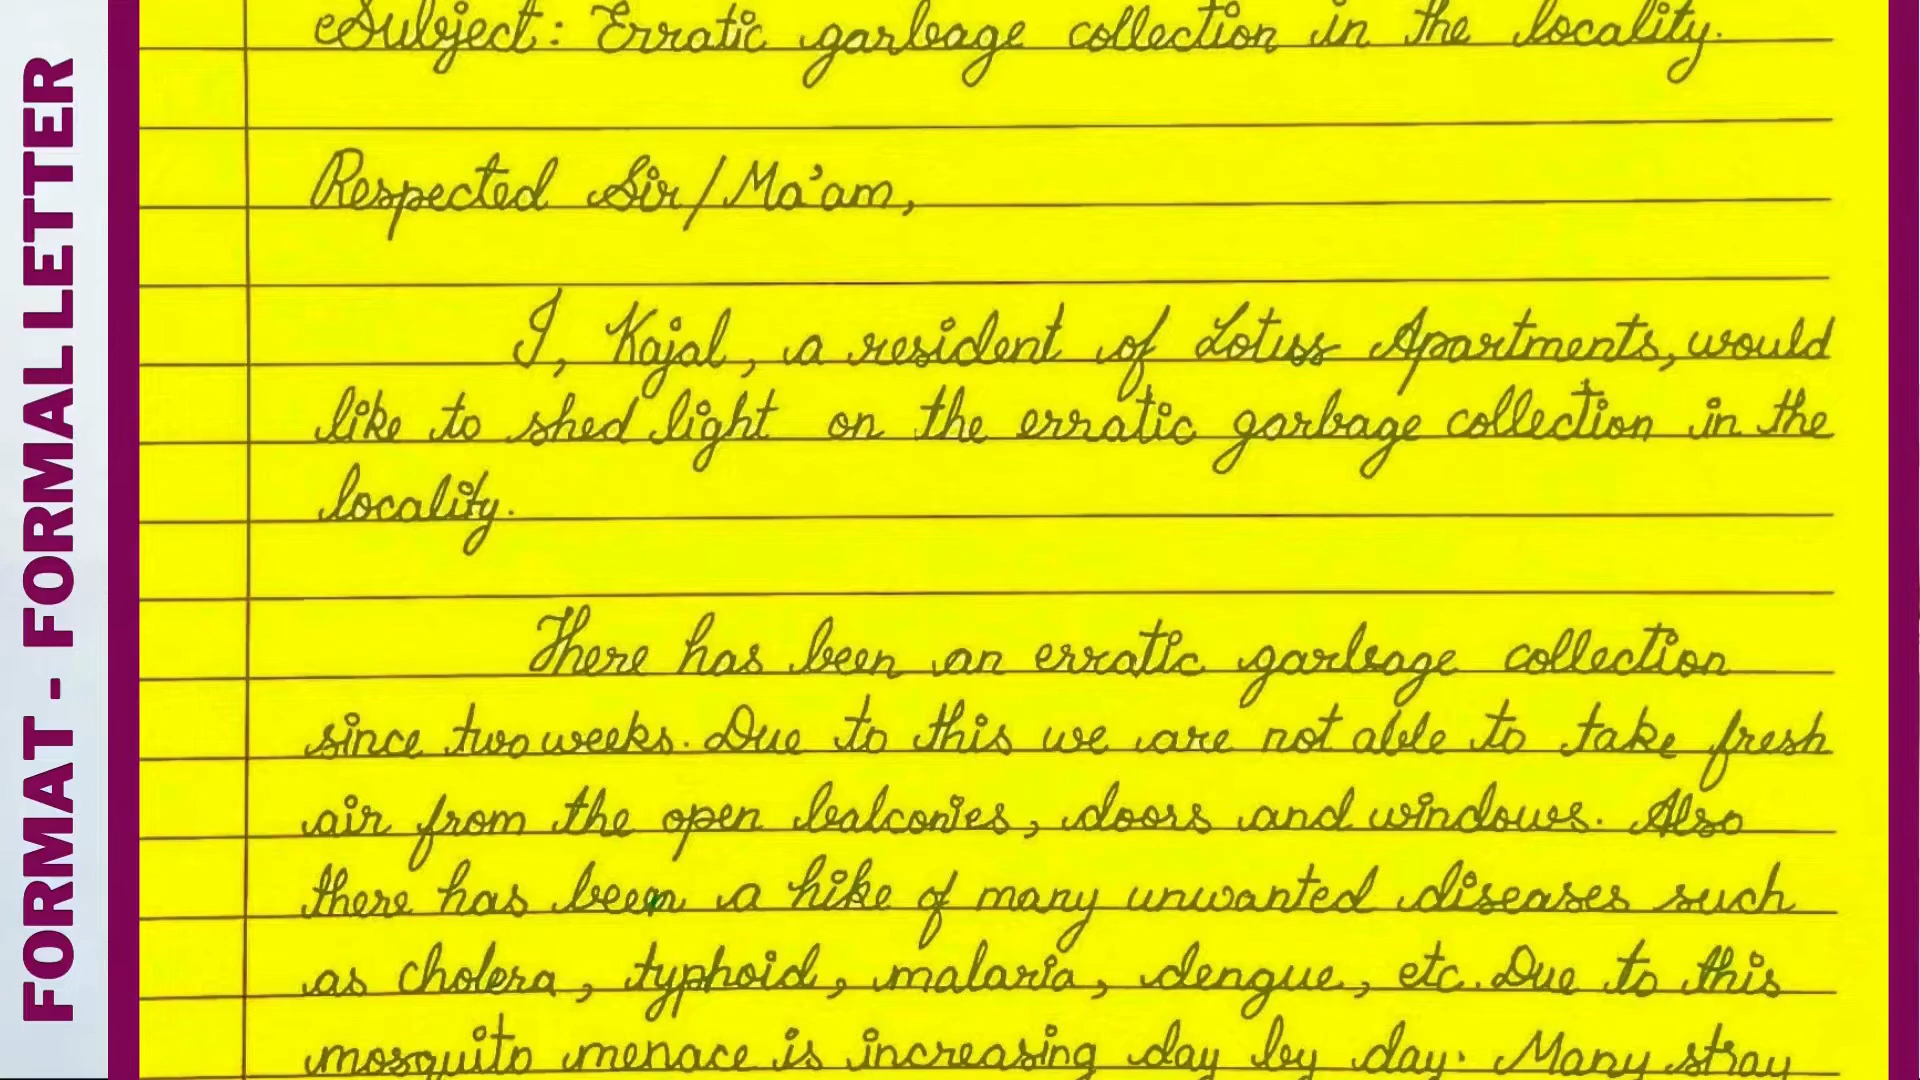 FORMAT - FORMAL LETTER
Subject: Erratic garbage collection in the locality.
Respected Sir/Ma'am,
I, Kajal, a resident of Lotus Apartments, would
like to shed light on the erratic garbage collection in the
locality.
There has been an erratic garbage collection
since two weeks. Due to this we are not able to take fresh
air from the open balconies, doors and windows. Also
there has been a hike of many unwanted diseases such
as cholera, typhoid, malaria, dengue, etc. Due to this
mosquito menace is increasing day by day. Many stray